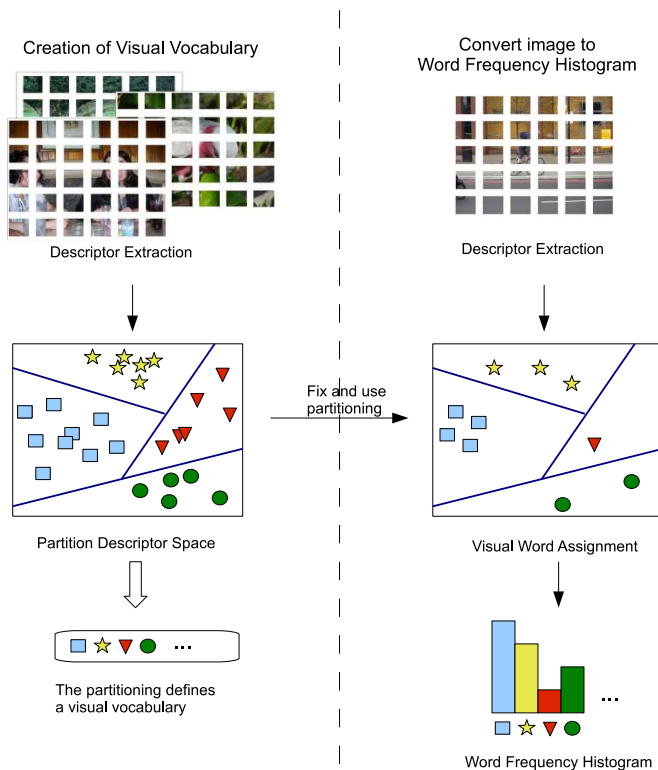 Creation of Visual Vocabulary
Descriptor Extraction
Partition Descriptor Space
...
The partitioning defines
a visual vocabulary
Fix and use
partitioning
Convert image to
Word Frequency Histogram
Descriptor Extraction
Visual Word Assignment
...
Word Frequency Histogram